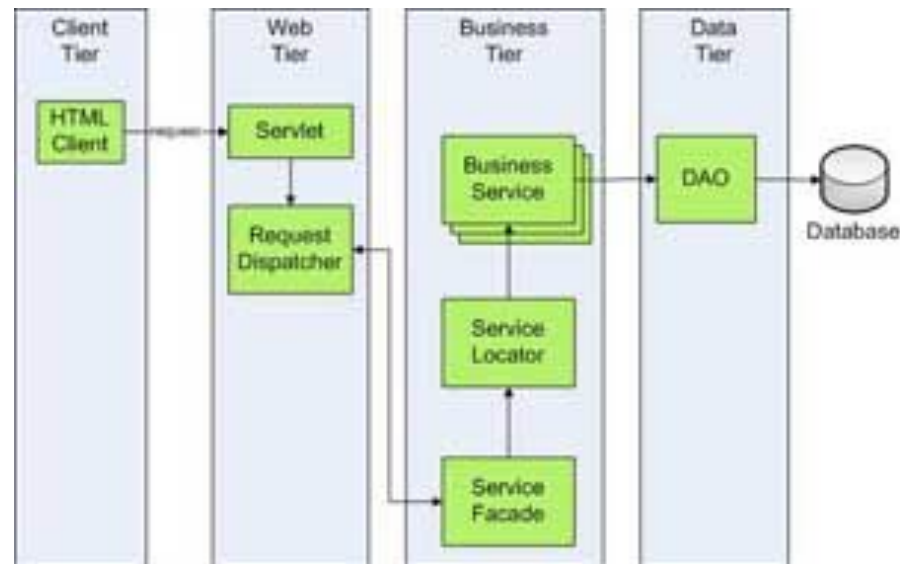 Client
Tier
Web
Tier
Business
Tier
Data
Tier
HTML
Client
request
Servlet
Request
Dispatcher
Business
Service
Service
Locator
Service
Facade
DAO
Database